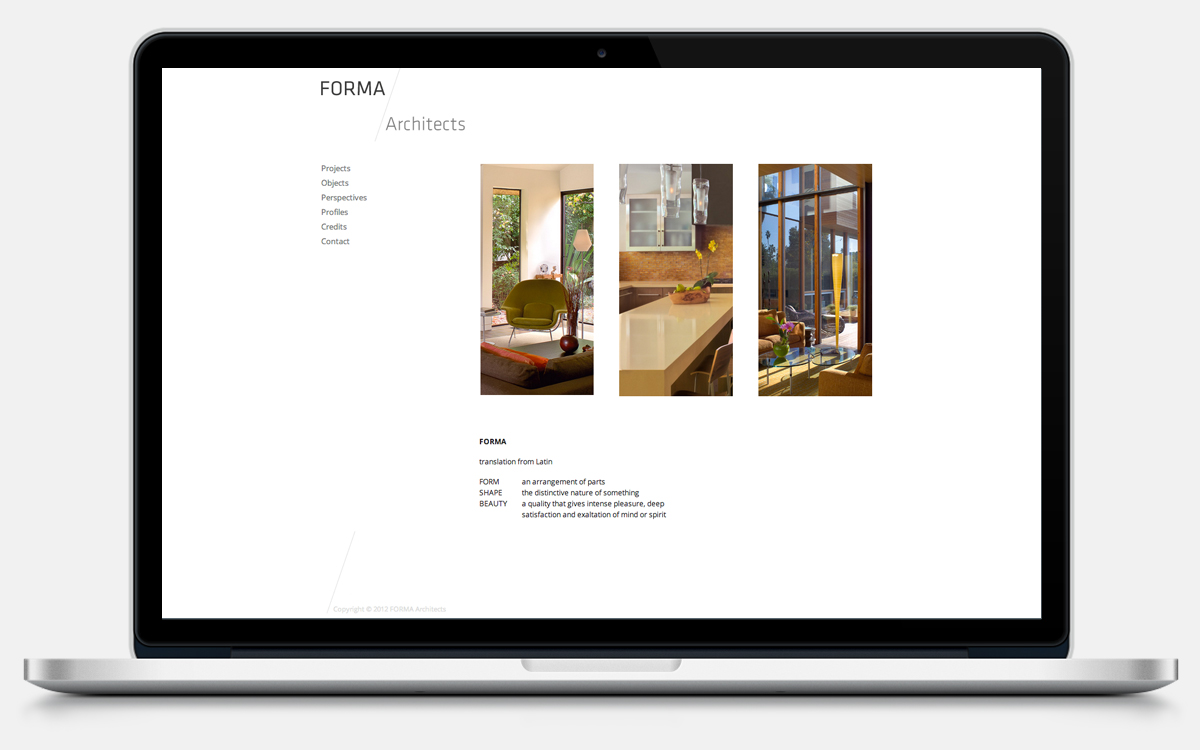 FORMA
Architects
Projects
Objects
Perspectives
Profiles
Credits
Contact
FORMA
translation from Latin
FORM an arrangement of parts
SHAPE the distinctive nature of something
BEAUTY a quality that gives intense pleasure, deep
satisfaction and exaltation of mind or spirit
Copyright © 2012 FORMA Architects